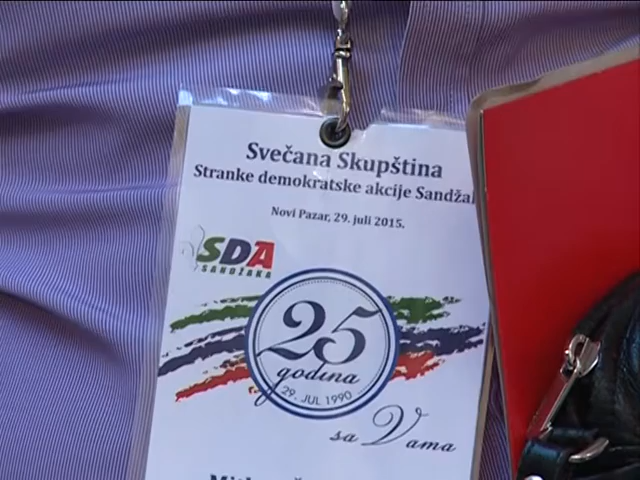 Svečana Skupština
Stranke demokratske akcije
Novi Pazar, 29. juli 2015.
SDA
SANDŽAKA
25
godina
29. JUL 1990
sa Vama